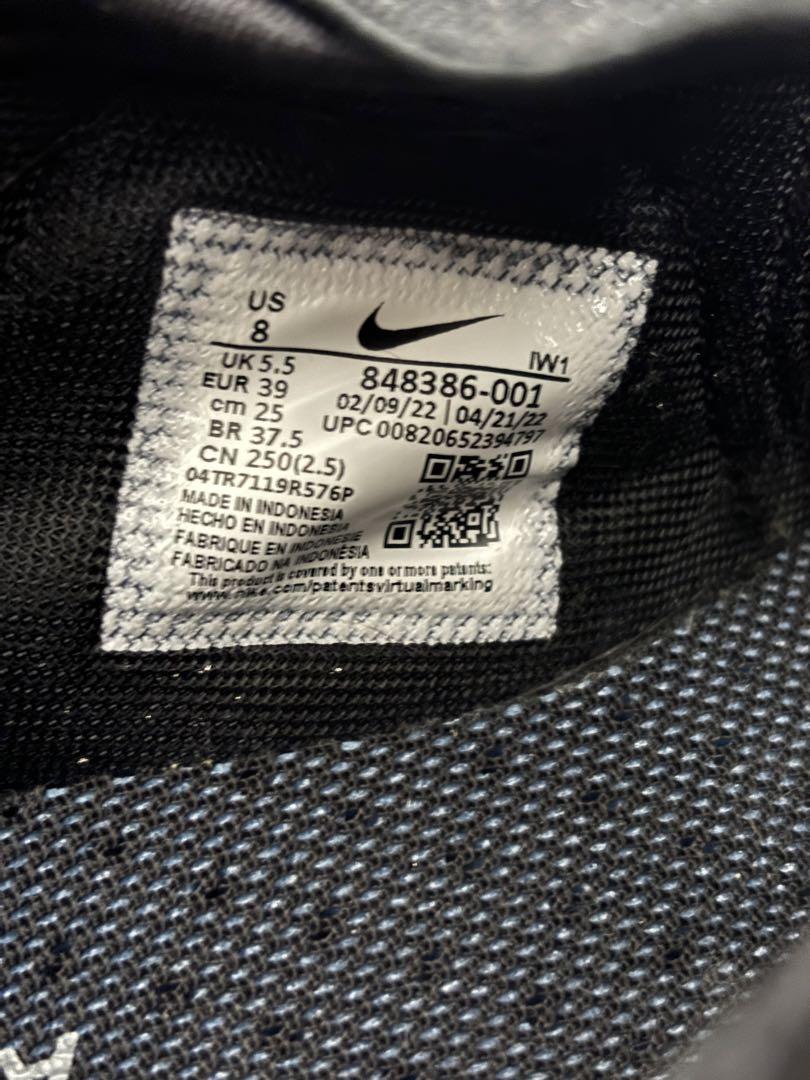 US
8
IW1
UK 5.5
EUR 39
cm 25
BR 37.5
CN 250(2.5)
848386-001
02/09/22 | 04/21/22
UPC 00820652394797
04TR7119R576P
MADE IN INDONESIA
HECHO EN INDONESIA
FABRIQUE EN INDONESIE
FABRICADO NA INDONÉSIA
This product is covered by one or more patents:
www.nike.com/patentsvirtualmarking